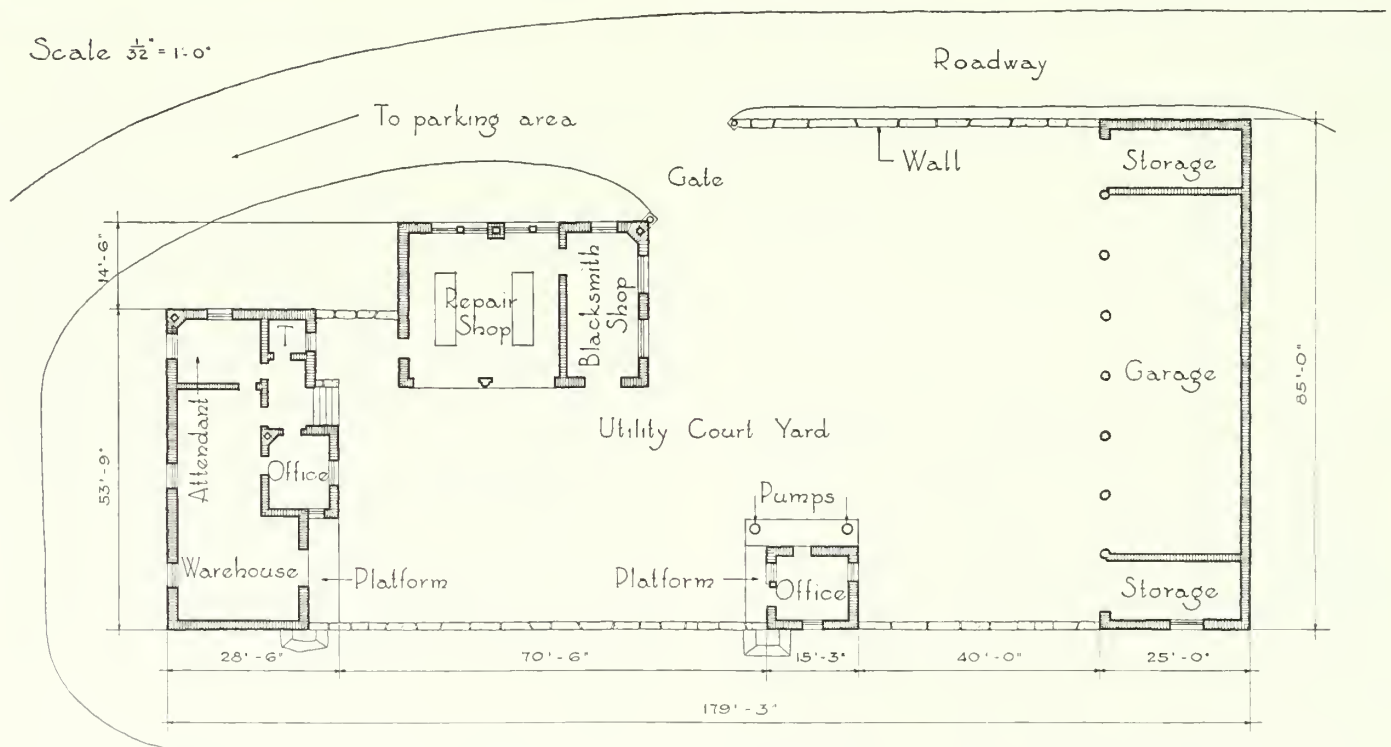 Scale 1/32" = 1'-0"
Roadway
To parking area
Wall
Storage
Gate
14'-6"
Repair
Shop
Blacksmith
Shop
T
Garage
85'-0"
Utility Court Yard
53'-9"
Attendant
Office
Pumps
Warehouse
Platform
Platform
Office
Storage
28'-6"
70'-6"
15'-3"
40'-0"
25'-0"
179'-3"